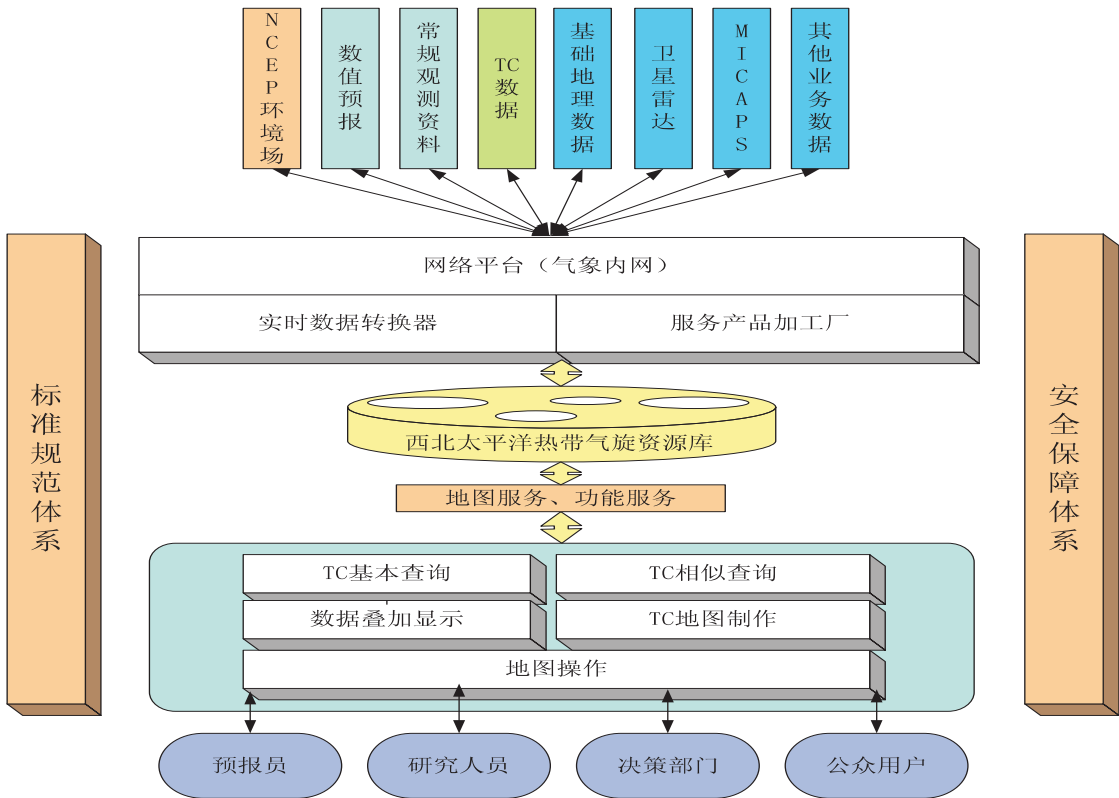 NCEP环境场
数值预报
常规观测资料
TC数据
基础地理数据
卫星雷达
MICAPS
其他业务数据
网络平台（气象内网）
实时数据转换器
服务产品加工厂
标准规范体系
安全保障体系
西北太平洋热带气旋资源库
地图服务、功能服务
TC基本查询
TC相似查询
数据叠加显示
TC地图制作
地图操作
预报员
研究人员
决策部门
公众用户